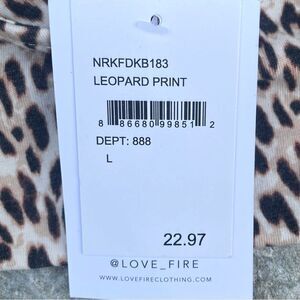 NRKFDKB183
LEOPARD PRINT
8 86680 99851 2
DEPT: 888
L
22.97
@LOVE_FIRE
WWW.LOVEFIRECLOTHING.COM